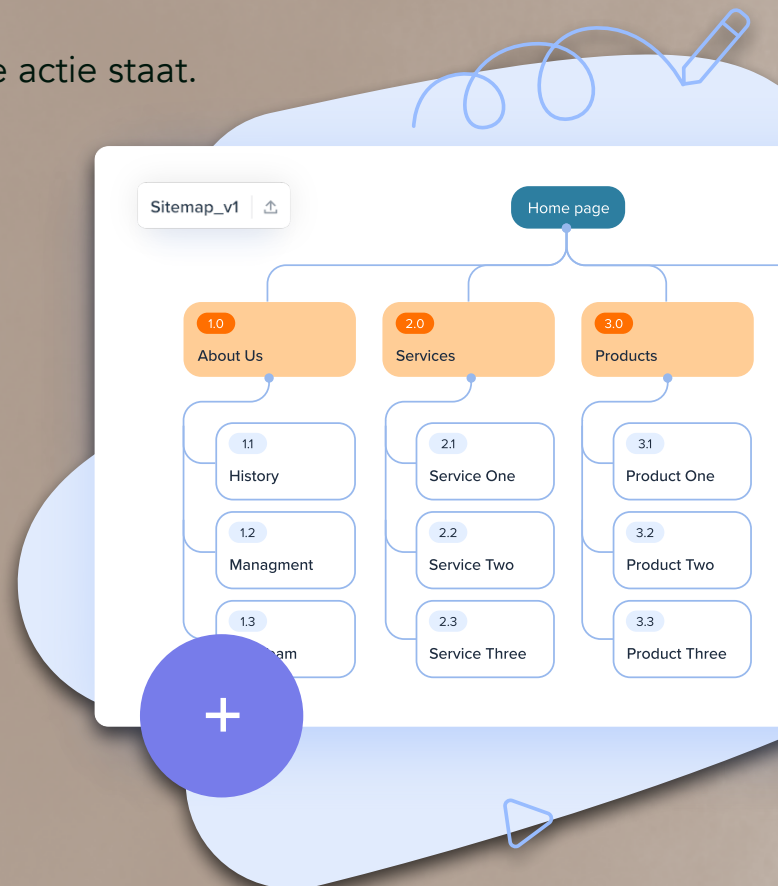 e actie staat.
Sitemap_v1
Home page
1.0
About Us
2.0
Services
3.0
Products
1.1
History
2.1
Service One
3.1
Product One
1.2
Managment
2.2
Service Two
3.2
Product Two
1.3
2.3
Service Three
3.3
Product Three